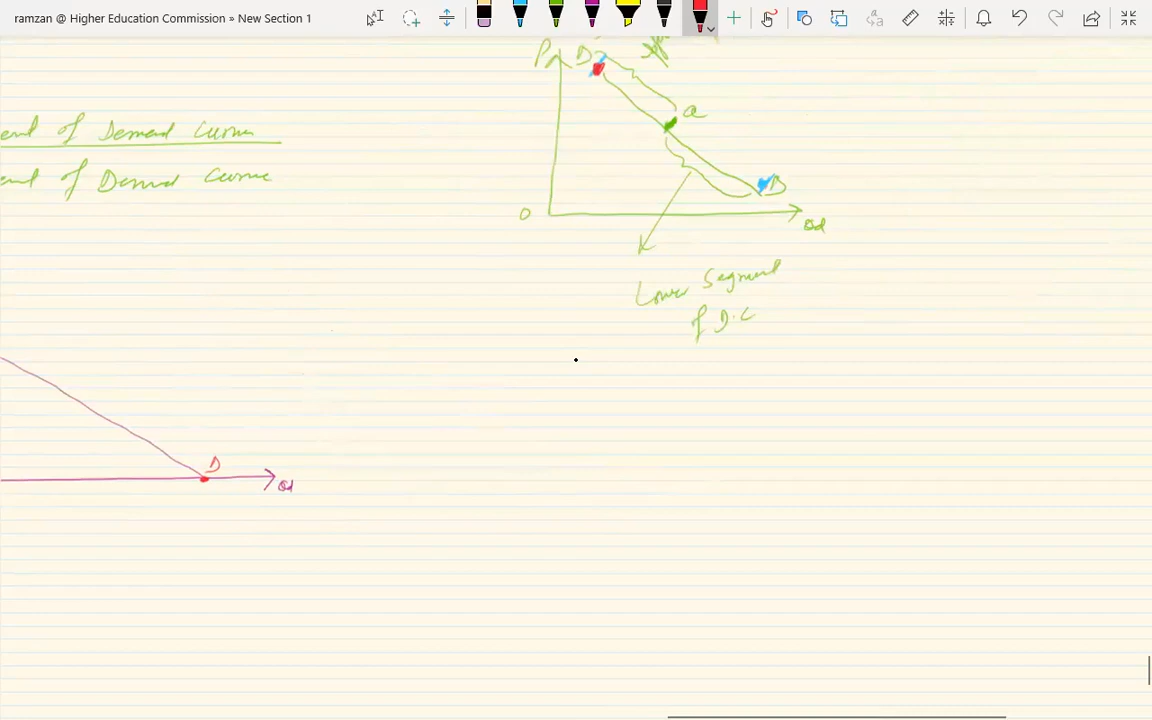 ramzan @ Higher Education Commission » New Section 1
P D
a
of Demand Curve
of Demand Curve
D
O
Qd
Lower Segment
of D.C
D
Qd